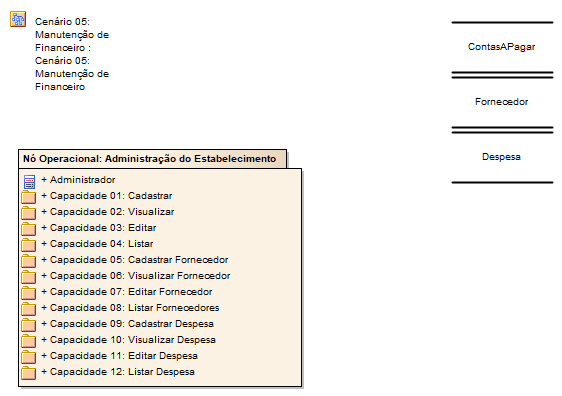 Cenário 05:
Manutenção de
Financeiro :
Cenário 05:
Manutenção de
Financeiro
ContasAPagar
Fornecedor
Despesa
Nó Operacional: Administração do Estabelecimento
+ Administrador
+ Capacidade 01: Cadastrar
+ Capacidade 02: Visualizar
+ Capacidade 03: Editar
+ Capacidade 04: Listar
+ Capacidade 05: Cadastrar Fornecedor
+ Capacidade 06: Visualizar Fornecedor
+ Capacidade 07: Editar Fornecedor
+ Capacidade 08: Listar Fornecedores
+ Capacidade 09: Cadastrar Despesa
+ Capacidade 10: Visualizar Despesa
+ Capacidade 11: Editar Despesa
+ Capacidade 12: Listar Despesa